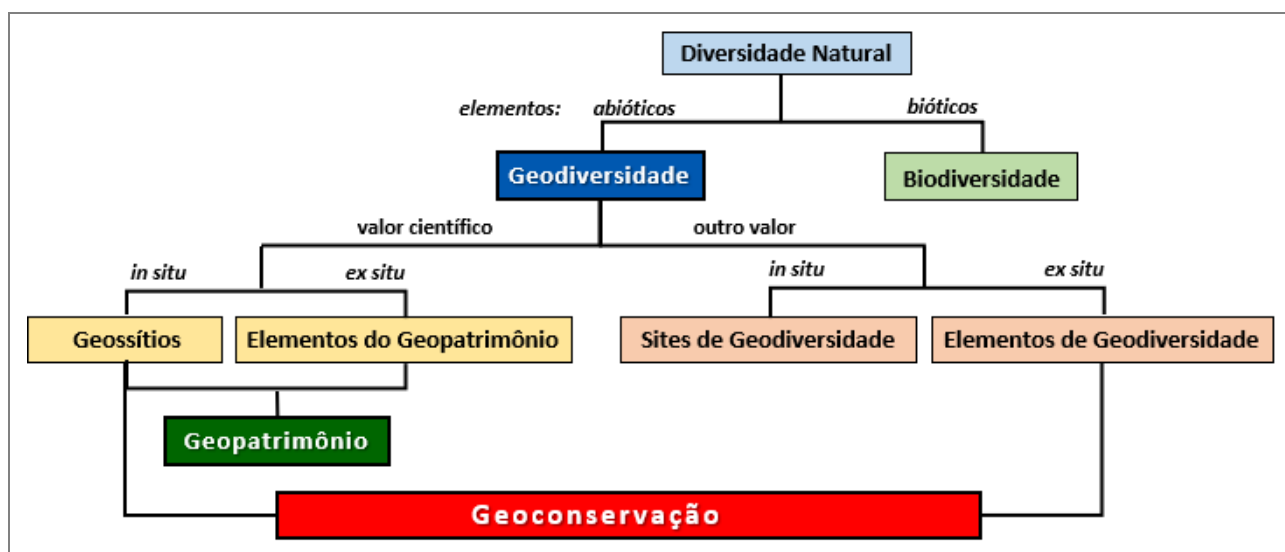 Diversidade Natural
elementos: abióticos bióticos
Geodiversidade Biodiversidade
valor científico outro valor
in situ ex situ in situ ex situ
Geossítios Elementos do Geopatrimônio Sites de Geodiversidade Elementos de Geodiversidade
Geopatrimônio
Geoconservação